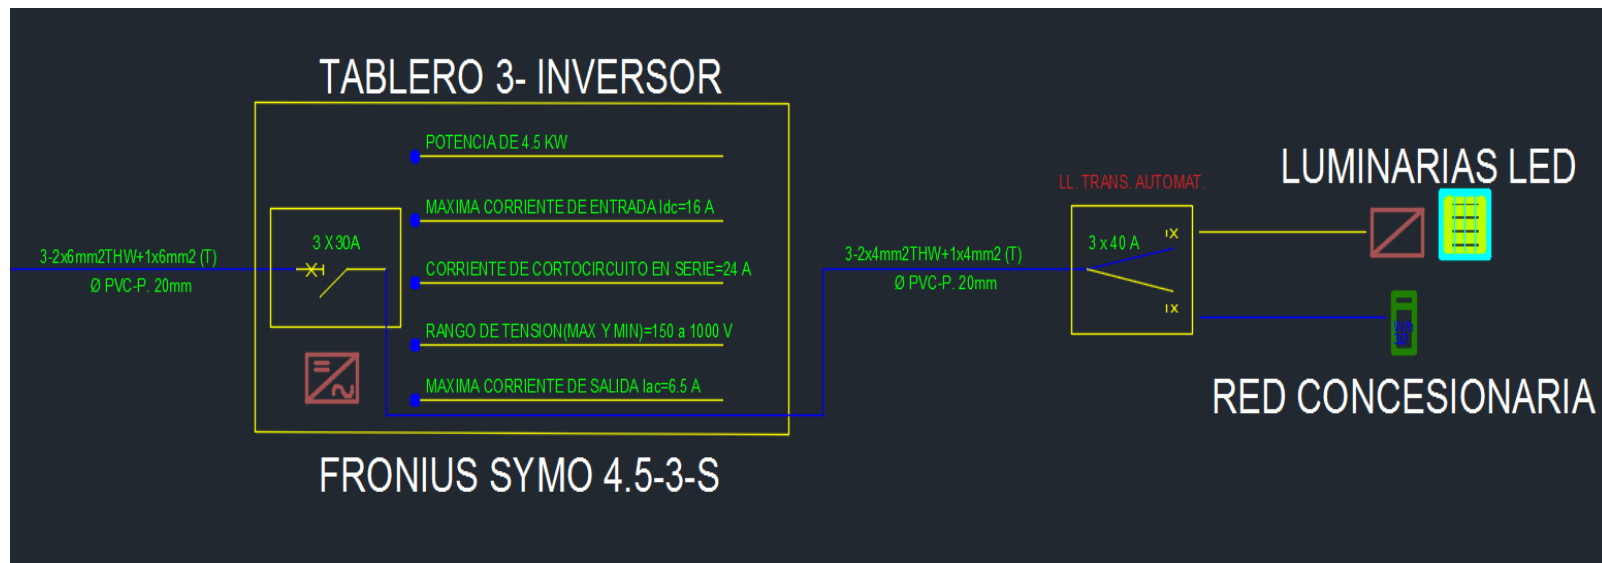 TABLERO 3- INVERSOR
POTENCIA DE 4.5 KW
MAXIMA CORRIENTE DE ENTRADA Idc=16 A
3 X30A
CORRIENTE DE CORTOCIRCUITO EN SERIE=24 A
RANGO DE TENSION(MAX Y MIN)=150 a 1000 V
MAXIMA CORRIENTE DE SALIDA Iac=6.5 A
3-2x6mm2THW+1x6mm2 (T)
Ø PVC-P. 20mm
FRONIUS SYMO 4.5-3-S
3-2x4mm2THW+1x4mm2 (T)
Ø PVC-P. 20mm
LL. TRANS. AUTOMAT.
3 x 40 A
LUMINARIAS LED
RED CONCESIONARIA